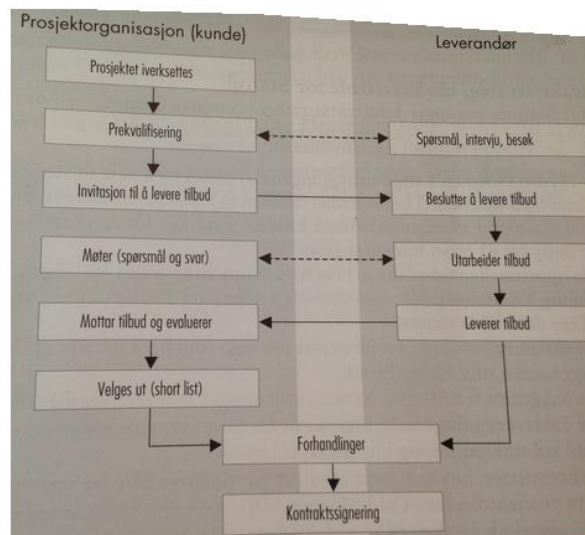 Prosjektorganisasjon (kunde)
Leverandør
Prosjektet iverksettes
Prekvalifisering
Spørsmål, intervju, besøk
Invitasjon til å levere tilbud
Beslutter å levere tilbud
Møter (spørsmål og svar)
Utarbeider tilbud
Mottar tilbud og evaluerer
Leverer tilbud
Velges ut (short list)
Forhandlinger
Kontraktssignering